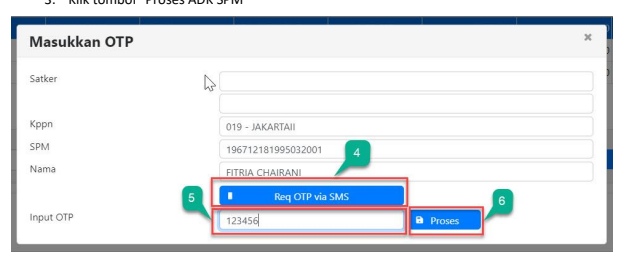 3. Klik tombol "Proses ADK SPM"
Masukkan OTP ×
Satker
Kppn 019 - JAKARTAII
SPM 196712181995032001
4
Nama FITRIA CHAIRANI
5 Req OTP via SMS 6
Input OTP 123456 Proses